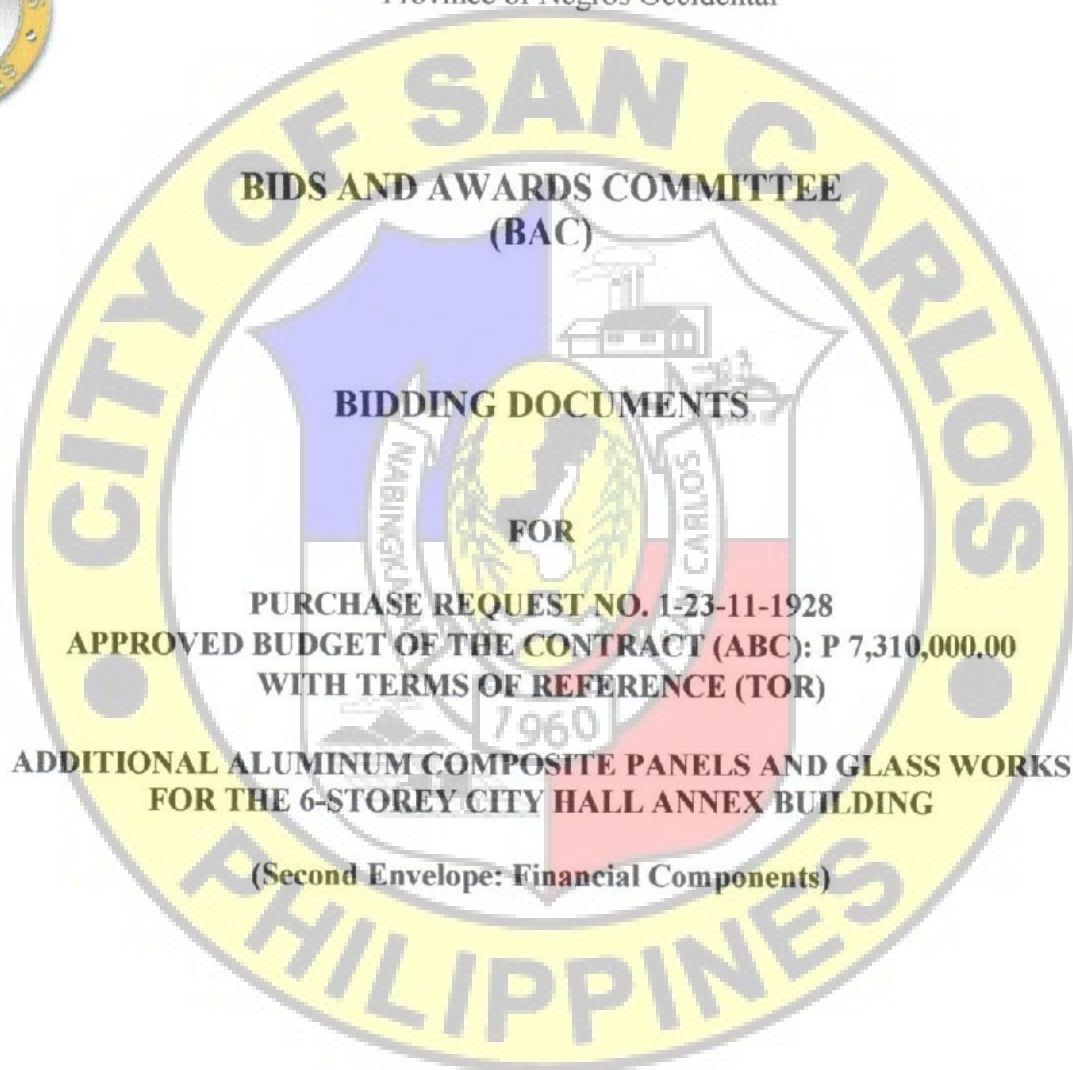 Province of Negros Occidental
CITY OF SAN CARLOS
BIDS AND AWARDS COMMITTEE
(BAC)
BIDDING DOCUMENTS
SAN CARLOS
FOR
PURCHASE REQUEST NO. 1-23-11-1928
APPROVED BUDGET OF THE CONTRACT (ABC): P 7,310,000.00
WITH TERMS OF REFERENCE (TOR)
1960
ADDITIONAL ALUMINUM COMPOSITE PANELS AND GLASS WORKS
FOR THE 6-STOREY CITY HALL ANNEX BUILDING
(Second Envelope: Financial Components)
PHILIPPINES